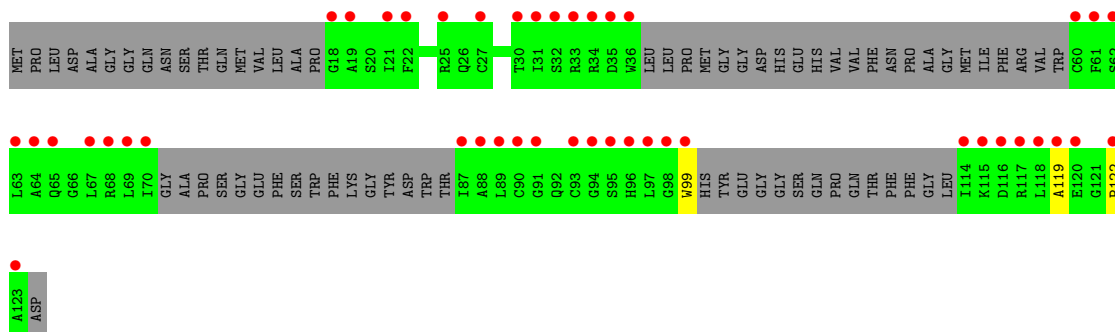 MET PRO LEU ASP ALA GLY GLY GLN ASN SER THR GLN MET VAL LEU ALA PRO G18 A19 S20 I21 F22 R25 Q26 C27 T30 I31 S32 R33 R34 D35 W36 LEU LEU PRO MET GLY GLY ASP HIS GLU HIS VAL VAL PHE ASN PRO ALA GLY MET ILE PHE ARG VAL TRP C60 F61 S62
L63 A64 Q65 G66 L67 R68 L69 I70 GLY ALA PRO SER GLY GLU PHE SER TRP PHE LYS GLY TYR ASP TRP THR I87 A88 L89 C90 G91 Q92 C93 G94 S95 H96 L97 G98 W99 HIS TYR GLU GLY GLY SER GLN PRO GLN THR PHE PHE GLY LEU I114 K115 D116 R117 L118 A119 E120 G121
A123 ASP